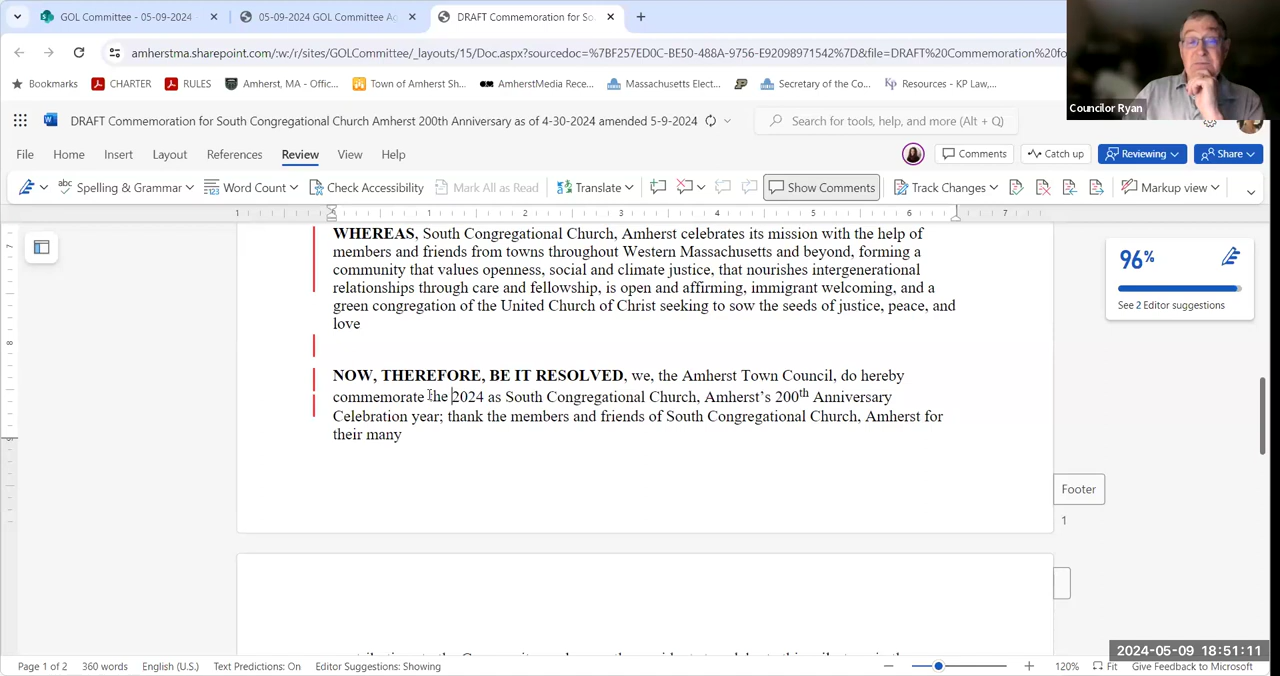 GOL Committee - 05-09-2024
05-09-2024 GOL Committee Ag
DRAFT Commemoration for So
amherstma.sharepoint.com/:w:/r/sites/GOLCommittee/_layouts/15/Doc.aspx?sourcedoc=%7BF257ED0C-BE50-488A-9756-E92098971542%7D&file=DRAFT%20Commemoration%20fo
Bookmarks CHARTER RULES Amherst, MA - Offic... Town of Amherst Sh... AmherstMedia Rece... Massachusetts Elect... Secretary of the Co... Resources - KP Law,...
Councilor Ryan
DRAFT Commemoration for South Congregational Church Amherst 200th Anniversary as of 4-30-2024 amended 5-9-2024
Search for tools, help, and more (Alt + Q)
File Home Insert Layout References Review View Help
Comments Catch up Reviewing Share
abc Spelling & Grammar Word Count Check Accessibility Mark All as Read Translate Show Comments Track Changes Markup view
1 1 2 3 4 5 6 7
WHEREAS, South Congregational Church, Amherst celebrates its mission with the help of
members and friends from towns throughout Western Massachusetts and beyond, forming a
community that values openness, social and climate justice, that nourishes intergenerational
relationships through care and fellowship, is open and affirming, immigrant welcoming, and a
green congregation of the United Church of Christ seeking to sow the seeds of justice, peace, and
love
96%
See 2 Editor suggestions
NOW, THEREFORE, BE IT RESOLVED, we, the Amherst Town Council, do hereby
commemorate the 2024 as South Congregational Church, Amherst's 200th Anniversary
Celebration year; thank the members and friends of South Congregational Church, Amherst for
their many
Footer
1
2024-05-09 18:51:11
Page 1 of 2 360 words English (U.S.) Text Predictions: On Editor Suggestions: Showing 120% Fit Give Feedback to Microsoft